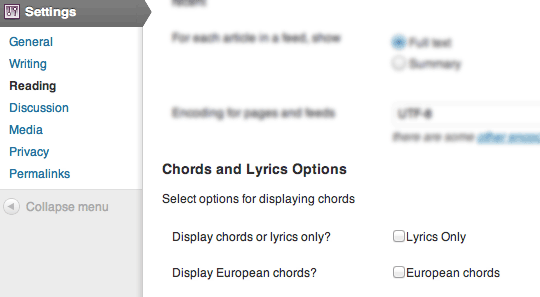 Settings
General
Writing
Reading
Discussion
Media
Privacy
Permalinks
Collapse menu
recent
For each article in a feed, show
Full text
Summary
Encoding for pages and feeds
UTF-8
there are some other
Chords and Lyrics Options
Select options for displaying chords
Display chords or lyrics only? Lyrics Only
Display European chords? European chords